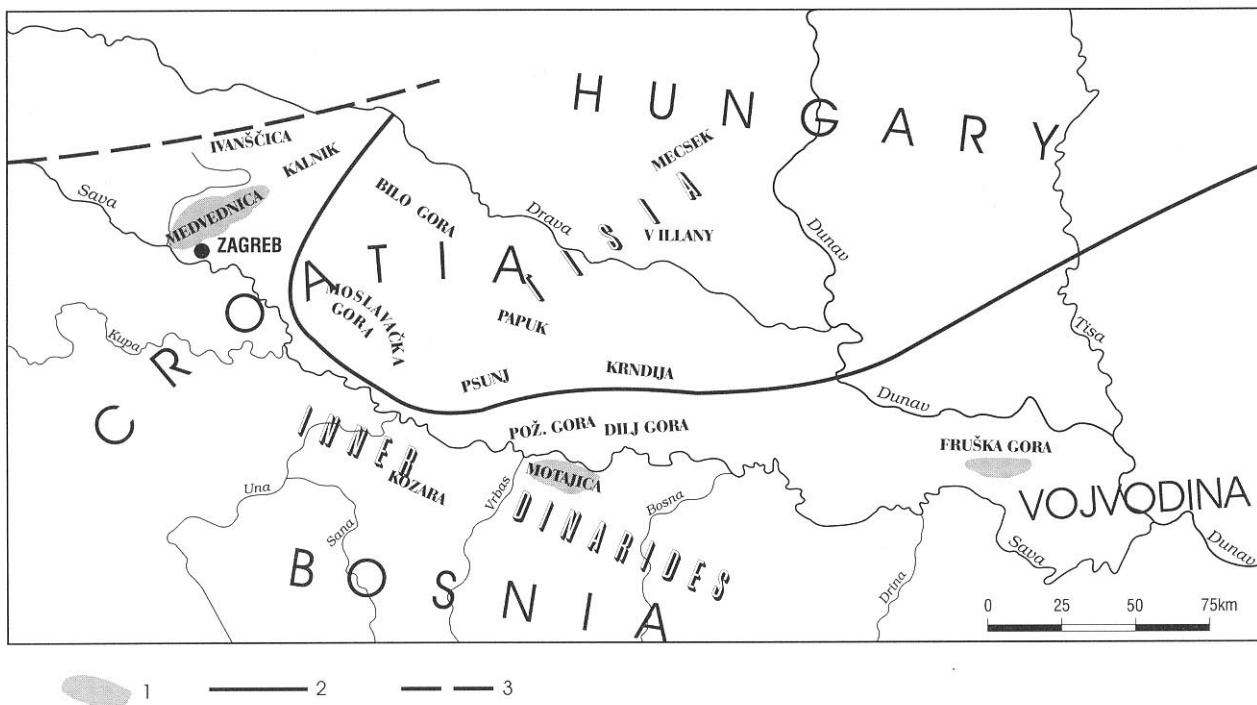 HUNGARY
IVANŠČICA
KALNIK
MECSEK
Sava
MEDVEDNICA
BILO GORA
Drava
TISIA
VILLANY
Dunav
ZAGREB
CROATIA
MOSLAVAČKA
GORA
PAPUK
Kupa
Tisa
PSUNJ
KRNDIJA
Dunav
INNER
POŽ. GORA
DILJ GORA
FRUŠKA GORA
KOZARA
MOTAJICA
Una
Vrbas
Bosna
VOJVODINA
Sana
DINARIDES
Sava
Dunav
Drina
BOSNIA
0 25 50 75km
1 2 3